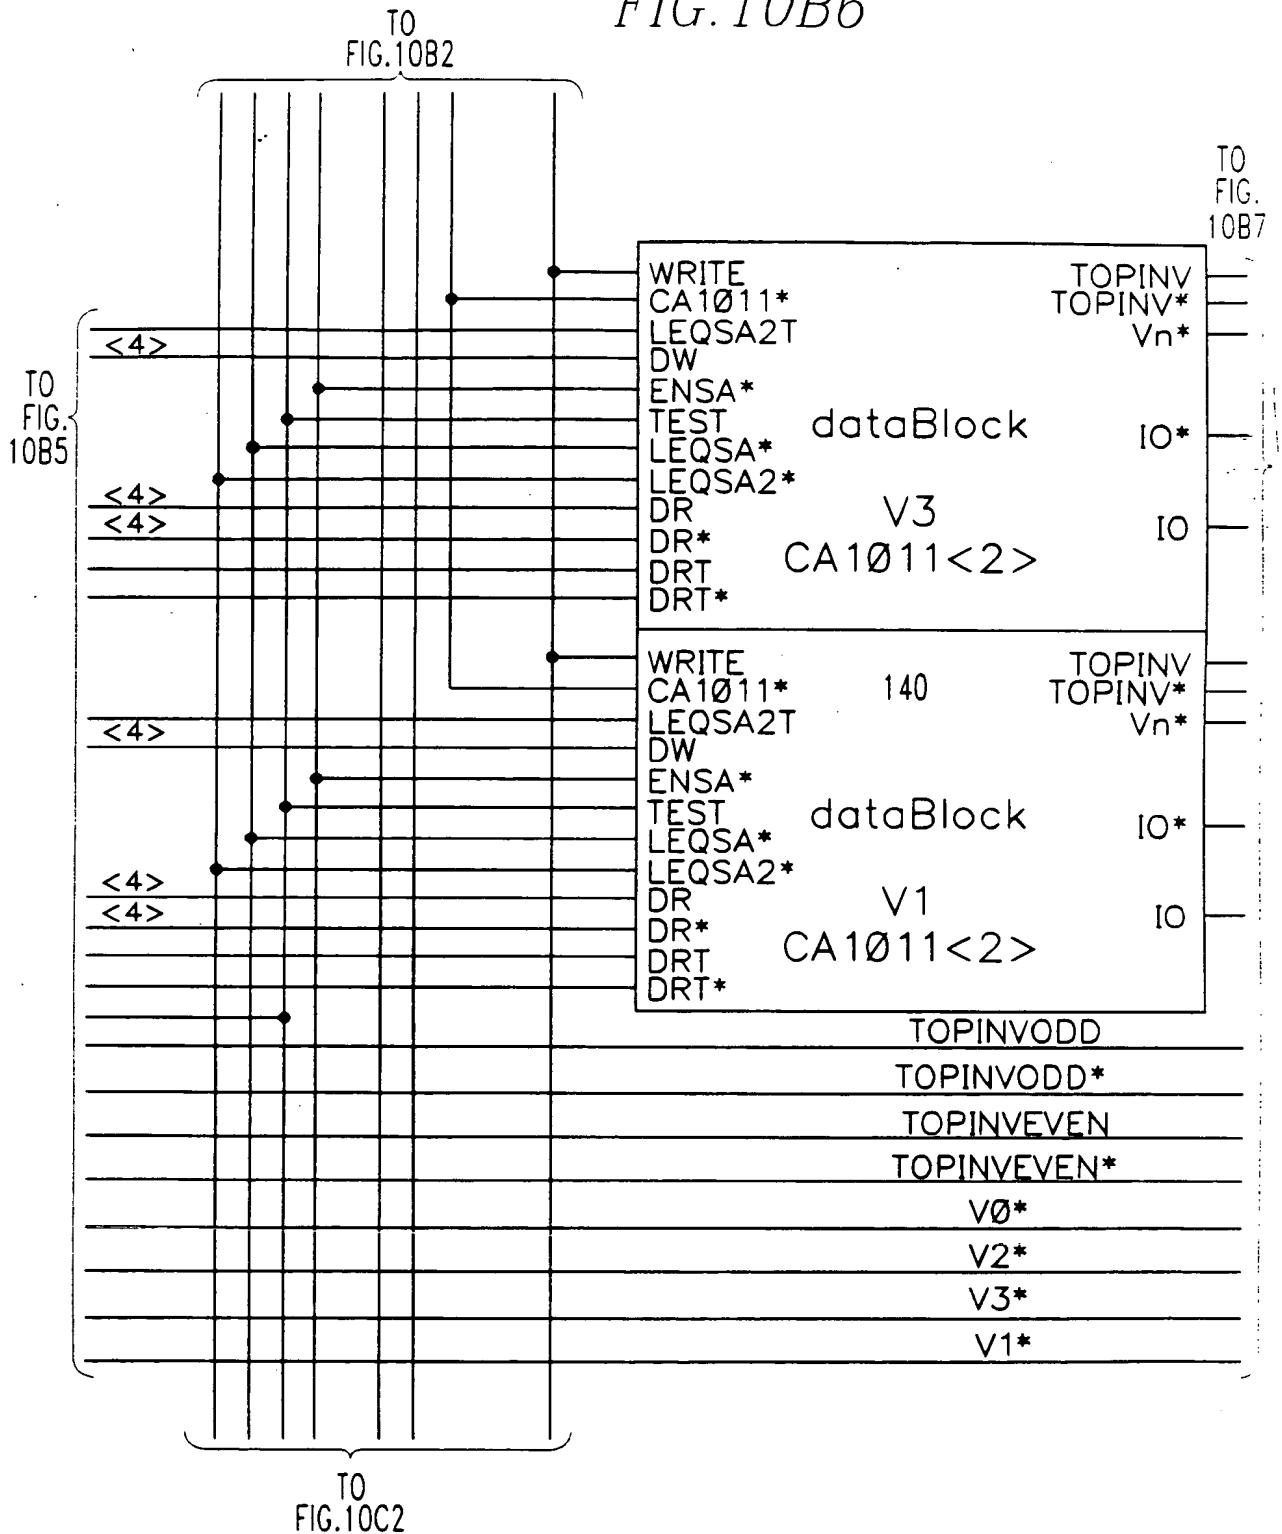 FIG. 10B6
TO
FIG.10B2
TO
FIG.
10B7
TO
FIG.
10B5
WRITE
CA1Ø11*
LEQSA2T
<4>
DW
ENSA*
TEST
LEQSA*
LEQSA2*
<4>
DR
<4>
DR*
DRT
DRT*
dataBlock
V3
CA1Ø11<2>
TOPINV
TOPINV*
Vn*
IO*
IO
WRITE
CA1Ø11*
140
LEQSA2T
<4>
DW
ENSA*
TEST
LEQSA*
LEQSA2*
<4>
DR
<4>
DR*
DRT
DRT*
dataBlock
V1
CA1Ø11<2>
TOPINV
TOPINV*
Vn*
IO*
IO
TOPINVODD
TOPINVODD*
TOPINVEVEN
TOPINVEVEN*
VØ*
V2*
V3*
V1*
TO
FIG.10C2